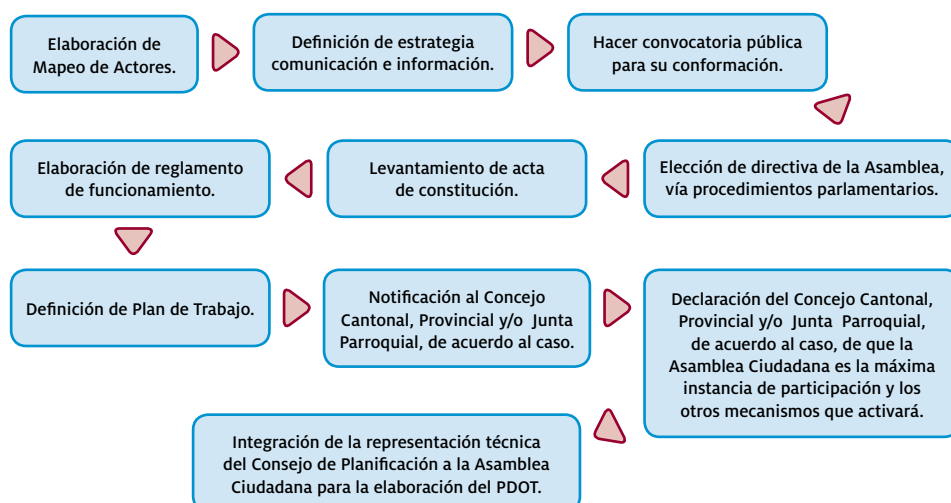 Elaboración de
Mapeo de Actores.
Definición de estrategia
comunicación e información.
Hacer convocatoria pública
para su conformación.
Elección de directiva de la Asamblea,
vía procedimientos parlamentarios.
Levantamiento de acta
de constitución.
Elaboración de reglamento
de funcionamiento.
Definición de Plan de Trabajo.
Notificación al Concejo
Cantonal, Provincial y/o Junta
Parroquial, de acuerdo al caso.
Declaración del Concejo Cantonal,
Provincial y/o Junta Parroquial,
de acuerdo al caso, de que la
Asamblea Ciudadana es la máxima
instancia de participación y los
otros mecanismos que activará.
Integración de la representación técnica
del Consejo de Planificación a la Asamblea
Ciudadana para la elaboración del PDOT.